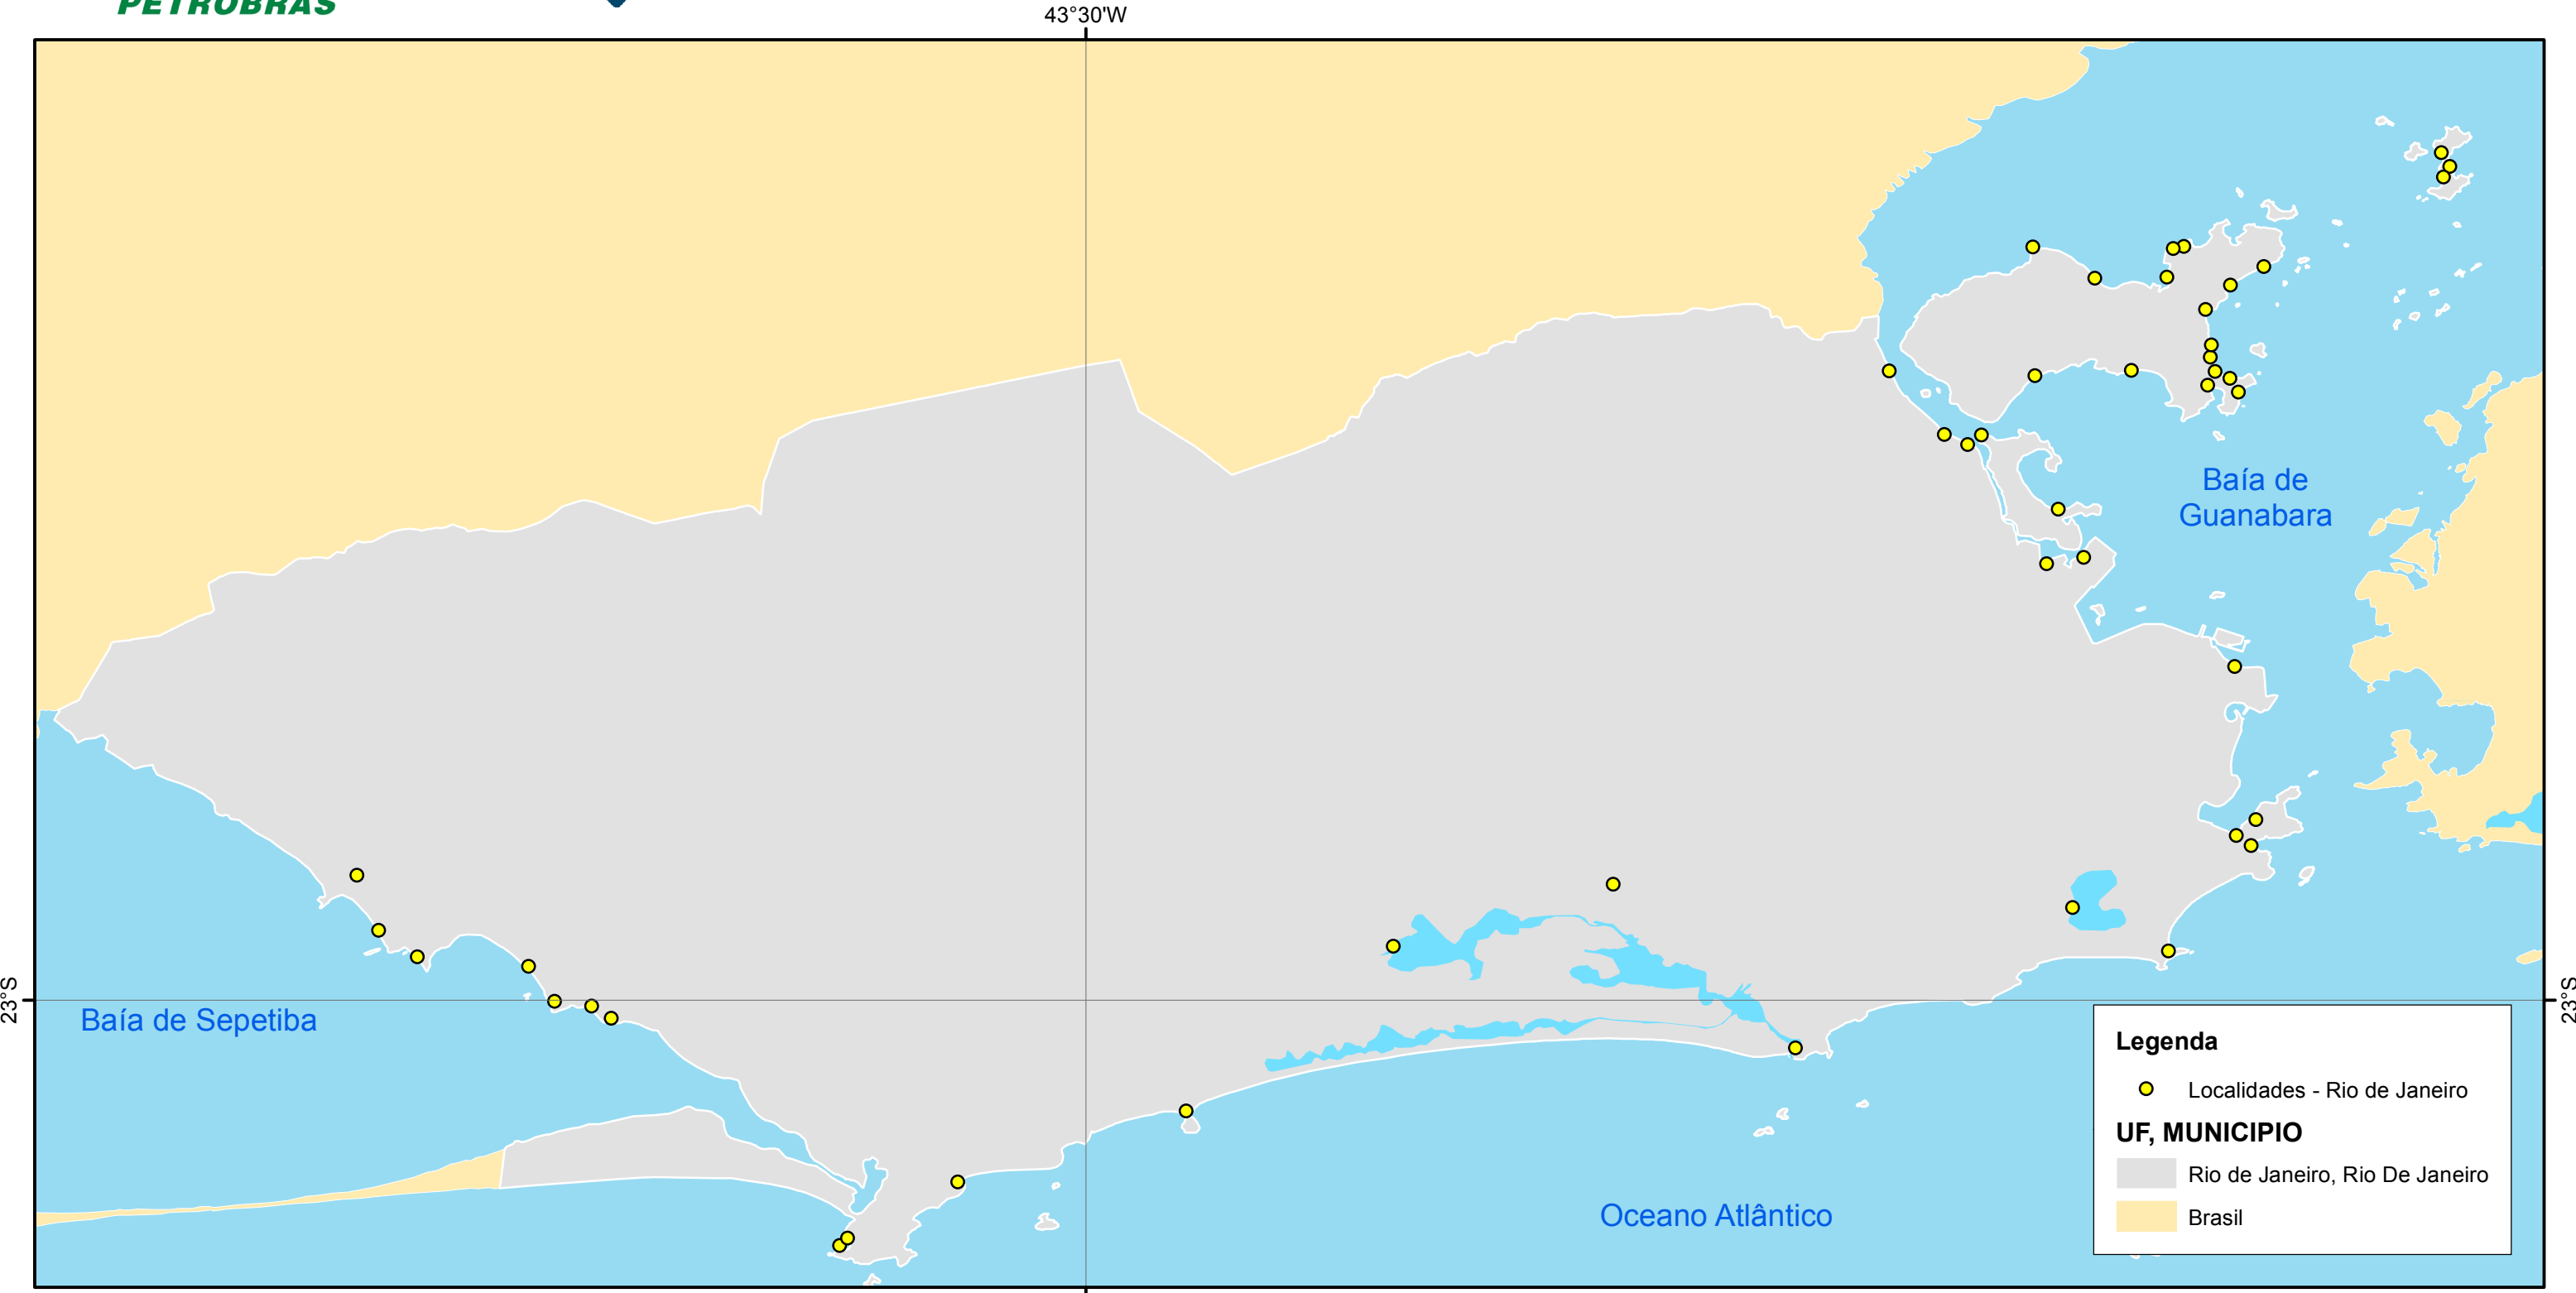 PETROBRAS
43°30'W
Baía de
Guanabara
23°S
23°S
Baía de Sepetiba
Oceano Atlântico
Legenda
Localidades - Rio de Janeiro
UF, MUNICIPIO
Rio de Janeiro, Rio De Janeiro
Brasil